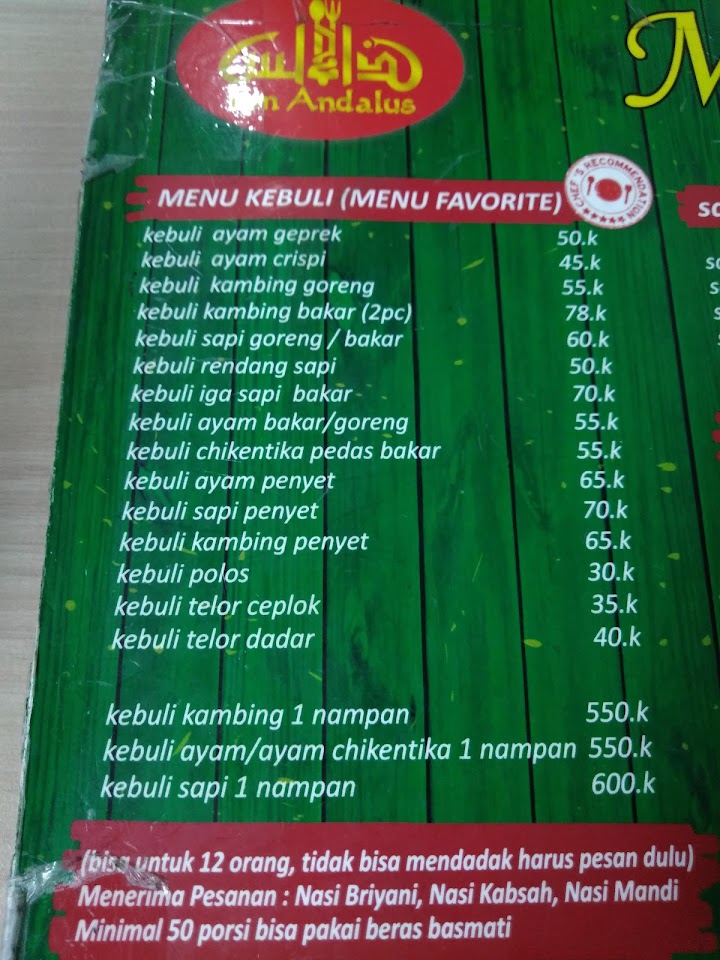 Andalus
M
MENU KEBULI (MENU FAVORITE)
CHEF'S RECOMMENDATION
kebuli ayam geprek 50.k
kebuli ayam crispi 45.k
kebuli kambing goreng 55.k
kebuli kambing bakar (2pc) 78.k
kebuli sapi goreng / bakar 60.k
kebuli rendang sapi 50.k
kebuli iga sapi bakar 70.k
kebuli ayam bakar/goreng 55.k
kebuli chikentika pedas bakar 55.k
kebuli ayam penyet 65.k
kebuli sapi penyet 70.k
kebuli kambing penyet 65.k
kebuli polos 30.k
kebuli telor ceplok 35.k
kebuli telor dadar 40.k
kebuli kambing 1 nampan 550.k
kebuli ayam/ayam chikentika 1 nampan 550.k
kebuli sapi 1 nampan 600.k
(bisa untuk 12 orang, tidak bisa mendadak harus pesan dulu)
Menerima Pesanan : Nasi Briyani, Nasi Kabsah, Nasi Mandi
Minimal 50 porsi bisa pakai beras basmati